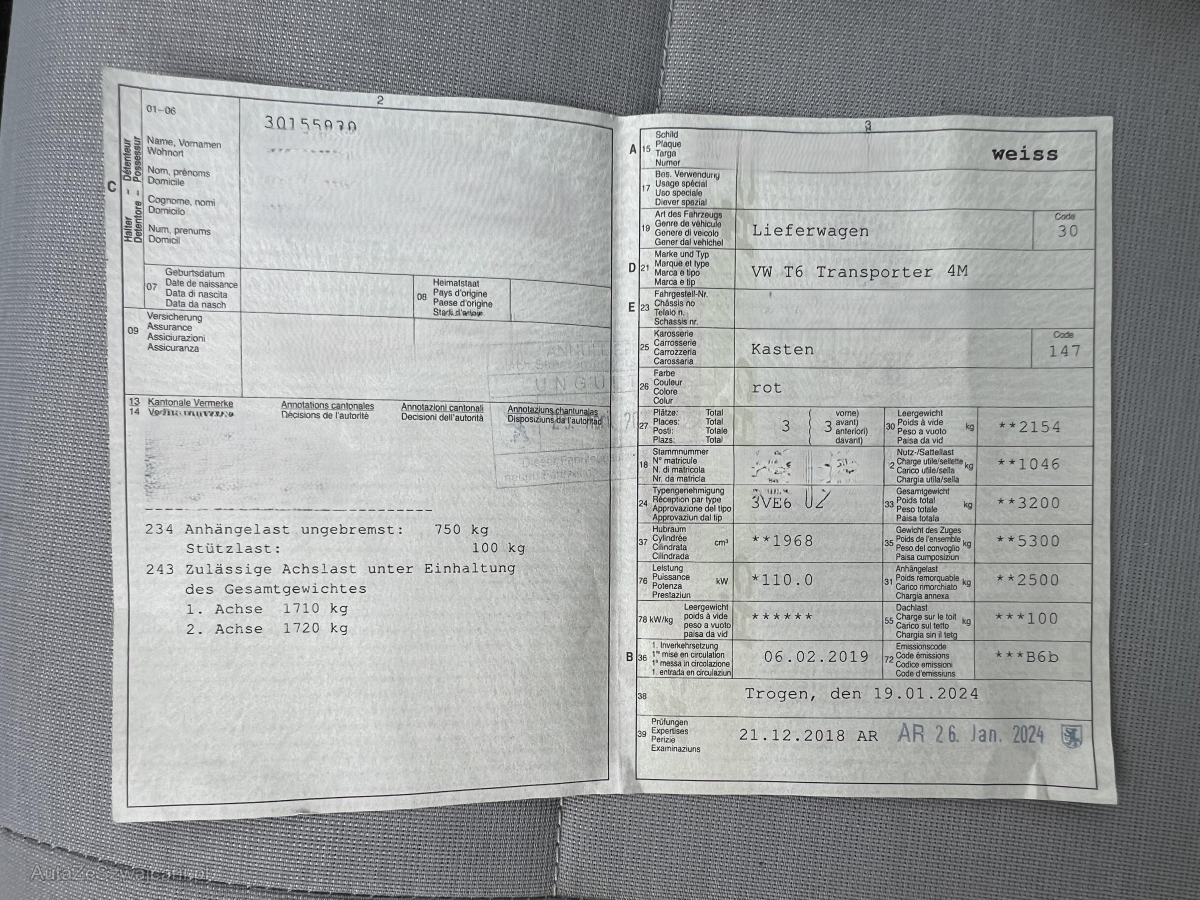 2
01–06
30155970
C
Halter – Détenteur
Detentore – Possessur
Name, Vornamen
Wohnort
Nom, prénoms
Domicile
Cognome, nomi
Domicilio
Num, prenums
Domicil
07
Geburtsdatum
Date de naissance
Data di nascita
Data da nasch
08
Heimatstaat
Pays d'origine
Paese d'origine
Stadi d'origine
09
Versicherung
Assurance
Assiciurazioni
Assicuranza
13
14
Kantonale Vermerke
Annotations cantonales
Décisions de l'autorité
Annotazioni cantonali
Decisioni dell'autorità
Annotaziuns chantunalas
Disposiziuns da l'autoritad
UNGÜL
234 Anhängelast ungebremst: 750 kg
Stützlast: 100 kg
243 Zulässige Achslast unter Einhaltung
des Gesamtgewichtes
1. Achse 1710 kg
2. Achse 1720 kg
3
A 15
Schild
Plaque
Targa
Numer
weiss
17
Bes. Verwendung
Usage spécial
Uso speciale
Diever spezial
19
Art des Fahrzeugs
Genre de véhicule
Genere di veicolo
Gener dal vehichel
Lieferwagen
Code
30
D 21
Marke und Typ
Marque et type
Marca e tipo
Marca e tip
VW T6 Transporter 4M
E 23
Fahrgestell-Nr.
Châssis no
Telaio n.
Schassis nr.
25
Karosserie
Carrosserie
Carrozzeria
Carossaria
Kasten
Code
147
26
Farbe
Couleur
Colore
Colur
rot
27
Plätze: Total
Places: Total
Posti: Totale
Plazs: Total
3 ( 3
vorne)
avant)
anteriori)
davant)
30
Leergewicht
Poids à vide
Peso a vuoto
Paisa da vid
kg
**2154
18
Stammnummer
N° matricule
N. di matricola
Nr. da matricla
2
Nutz-/Sattellast
Charge utile/sellette
Carico utile/sella
Chargia utila/sella
kg
**1046
24
Typengenehmigung
Réception par type
Approvazione del tipo
Approvaziun dal tip
3VE6 02
33
Gesamtgewicht
Poids total
Peso totale
Paisa totala
kg
**3200
37
Hubraum
Cylindrée
Cilindrata
Cilindrada
cm³
**1968
35
Gewicht des Zuges
Poids de l'ensemble
Peso del convoglio
Paisa cumposiziun
kg
**5300
76
Leistung
Puissance
Potenza
Prestaziun
kW
*110.0
31
Anhängelast
Poids remorquable
Carico rimorchiato
Chargia annexa
kg
**2500
78 kW/kg
Leergewicht
poids à vide
peso a vuoto
paisa da vid
******
55
Dachlast
Charge sur le toit
Carico sul tetto
Chargia sin il tetg
kg
***100
B 36
1. Inverkehrsetzung
1re mise en circulation
1a messa in circolazione
1. entrada en circulaziun
06.02.2019
72
Emissionscode
Code émissions
Codice emissioni
Code d'emissiuns
***B6b
38
Trogen, den 19.01.2024
39
Prüfungen
Expertises
Perizie
Examinaziuns
21.12.2018 AR AR 26. Jan. 2024